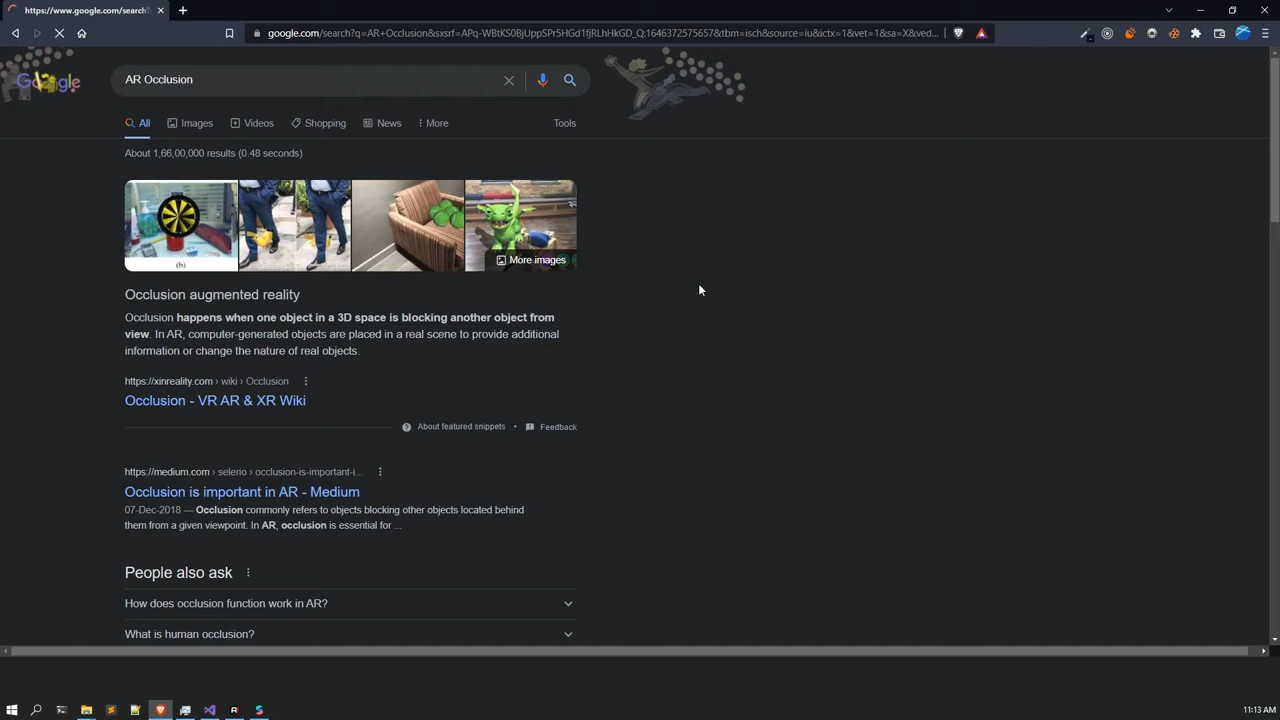 https://www.google.com/search?
google.com/search?q=AR+Occlusion&sxsrf=APq-WBtKS0BjUppSPr5HGd1fjRLhHkGD_Q:1646372575657&tbm=isch&source=iu&ictx=1&vet=1&sa=X&ved...
Google
AR Occlusion
All
Images
Videos
Shopping
News
More
Tools
About 1,66,00,000 results (0.48 seconds)
(b)
More images
Occlusion augmented reality
Occlusion happens when one object in a 3D space is blocking another object from
view. In AR, computer-generated objects are placed in a real scene to provide additional
information or change the nature of real objects.
https://xinreality.com › wiki › Occlusion
Occlusion - VR AR & XR Wiki
About featured snippets • Feedback
https://medium.com › selerio › occlusion-is-important-i...
Occlusion is important in AR - Medium
07-Dec-2018 — Occlusion commonly refers to objects blocking other objects located behind
them from a given viewpoint. In AR, occlusion is essential for ...
People also ask
How does occlusion function work in AR?
What is human occlusion?
11:13 AM